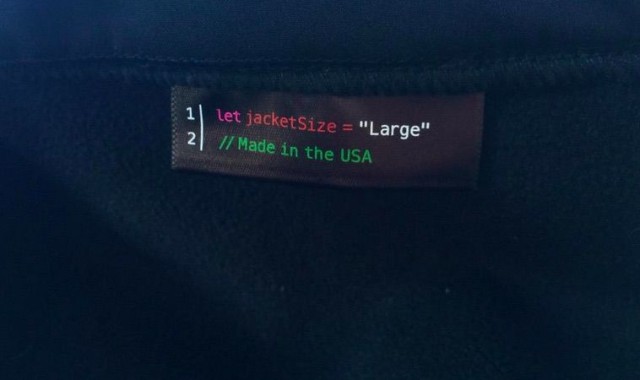 1| let jacketSize = "Large"
2| // Made in the USA